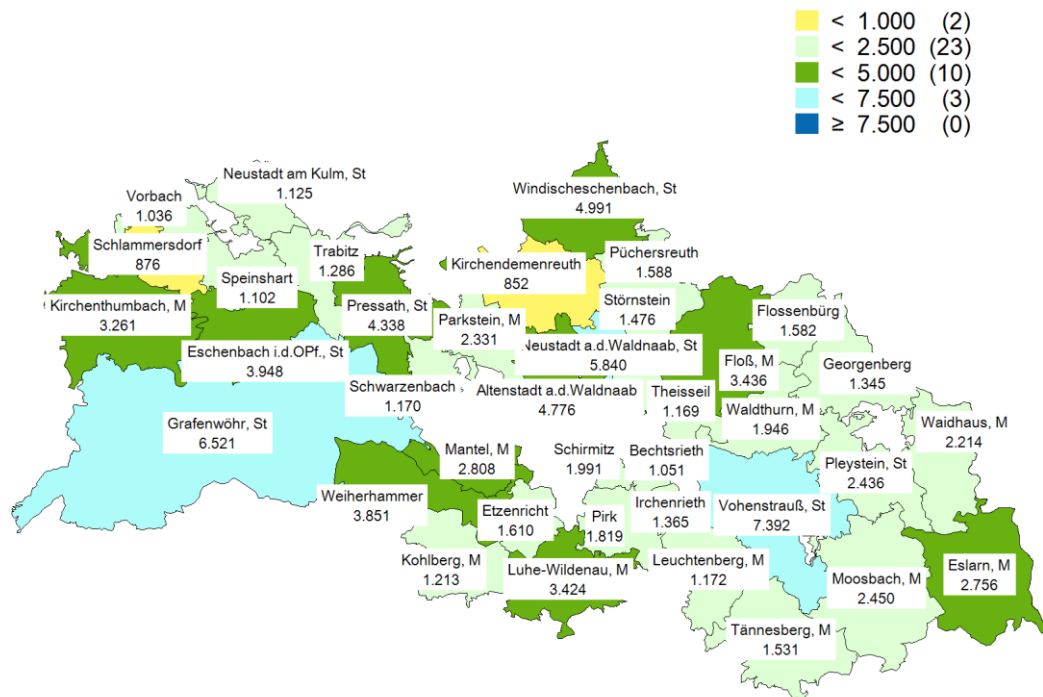 < 1.000 (2)
< 2.500 (23)
< 5.000 (10)
< 7.500 (3)
≥ 7.500 (0)
Neustadt am Kulm, St
1.125
Vorbach
1.036
Windischeschenbach, St
4.991
Schlammersdorf
876
Trabitz
1.286
Kirchendemenreuth
852
Püchersreuth
1.588
Speinshart
1.102
Kirchenthumbach, M
3.261
Pressath, St
4.338
Parkstein, M
2.331
Störnstein
1.476
Flossenbürg
1.582
Eschenbach i.d.OPf., St
3.948
Neustadt a.d.Waldnaab, St
5.840
Floß, M
3.436
Georgenberg
1.345
Schwarzenbach
1.170
Altenstadt a.d.Waldnaab
4.776
Theisseil
1.169
Waldthurn, M
1.946
Grafenwöhr, St
6.521
Waidhaus, M
2.214
Mantel, M
2.808
Schirmitz
1.991
Bechtsrieth
1.051
Pleystein, St
2.436
Weiherhammer
3.851
Etzenricht
1.610
Pirk
1.819
Irchenrieth
1.365
Vohenstrauß, St
7.392
Kohlberg, M
1.213
Luhe-Wildenau, M
3.424
Leuchtenberg, M
1.172
Moosbach, M
2.450
Eslarn, M
2.756
Tännesberg, M
1.531